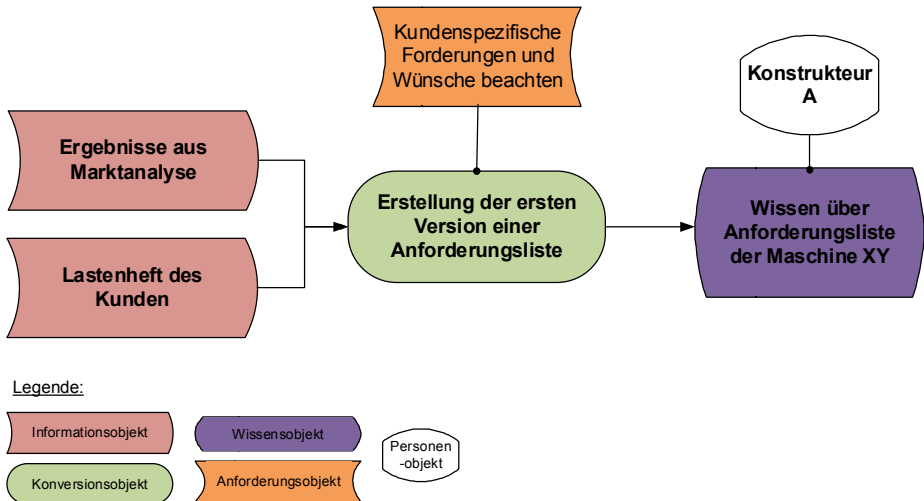 Kundenspezifische
Forderungen und
Wünsche beachten
Konstrukteur
A
Ergebnisse aus
Marktanalyse
Erstellung der ersten
Version einer
Anforderungsliste
Wissen über
Anforderungsliste
der Maschine XY
Lastenheft des
Kunden
Legende:
Informationsobjekt
Wissensobjekt
Personen
-objekt
Konversionsobjekt
Anforderungsobjekt